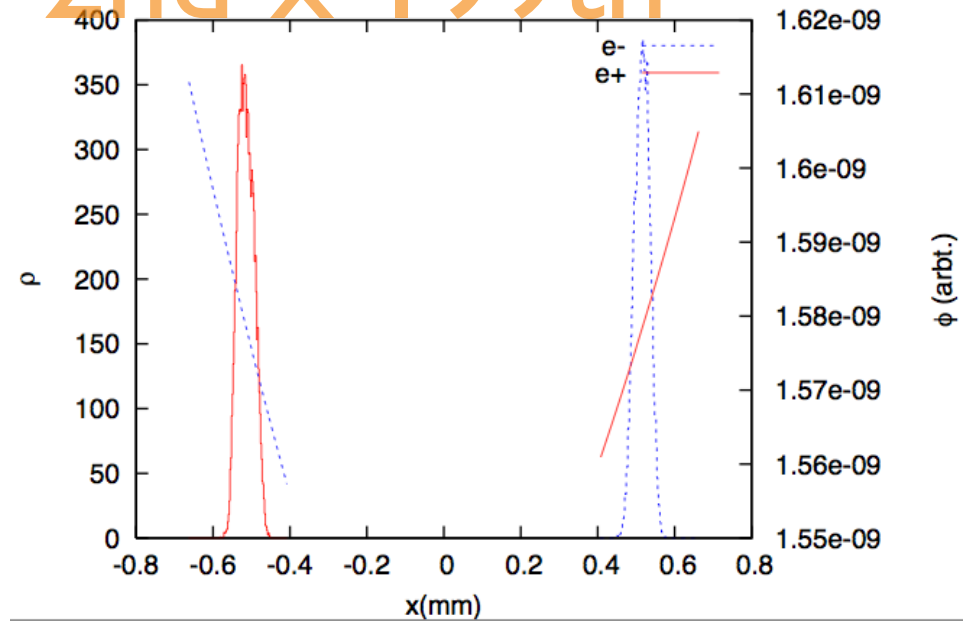 2nd x 199th
400
350
300
250
200
150
100
50
0
ρ
e-
e+
1.62e-09
1.61e-09
1.6e-09
1.59e-09
1.58e-09
1.57e-09
1.56e-09
1.55e-09
ϕ (arbt.)
-0.8 -0.6 -0.4 -0.2 0 0.2 0.4 0.6 0.8
x(mm)